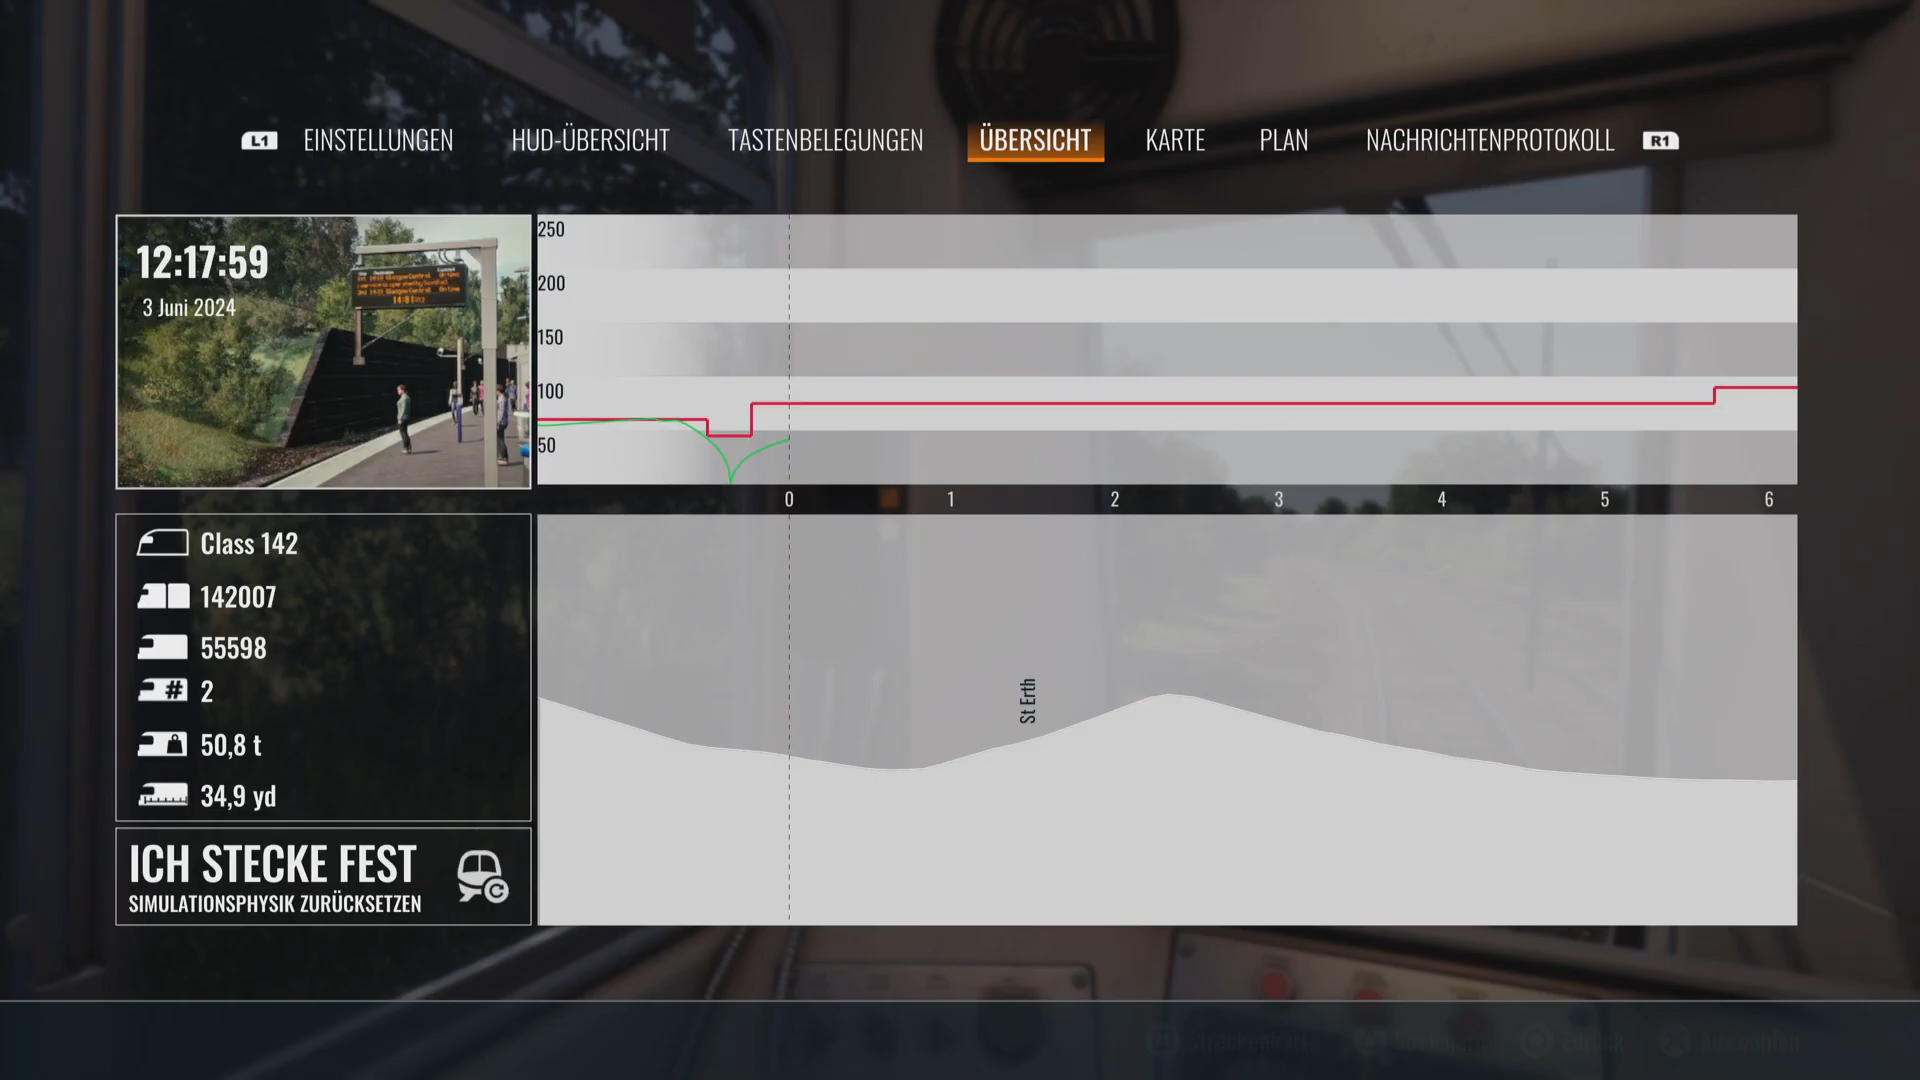 L1 EINSTELLUNGEN HUD-ÜBERSICHT TASTENBELEGUNGEN ÜBERSICHT KARTE PLAN NACHRICHTENPROTOKOLL R1
12:17:59
3 Juni 2024
250
200
150
100
50
0 1 2 3 4 5 6
Class 142
142007
55598
# 2
50,8 t
34,9 yd
ICH STECKE FEST
SIMULATIONSPHYSIK ZURÜCKSETZEN
St Erth